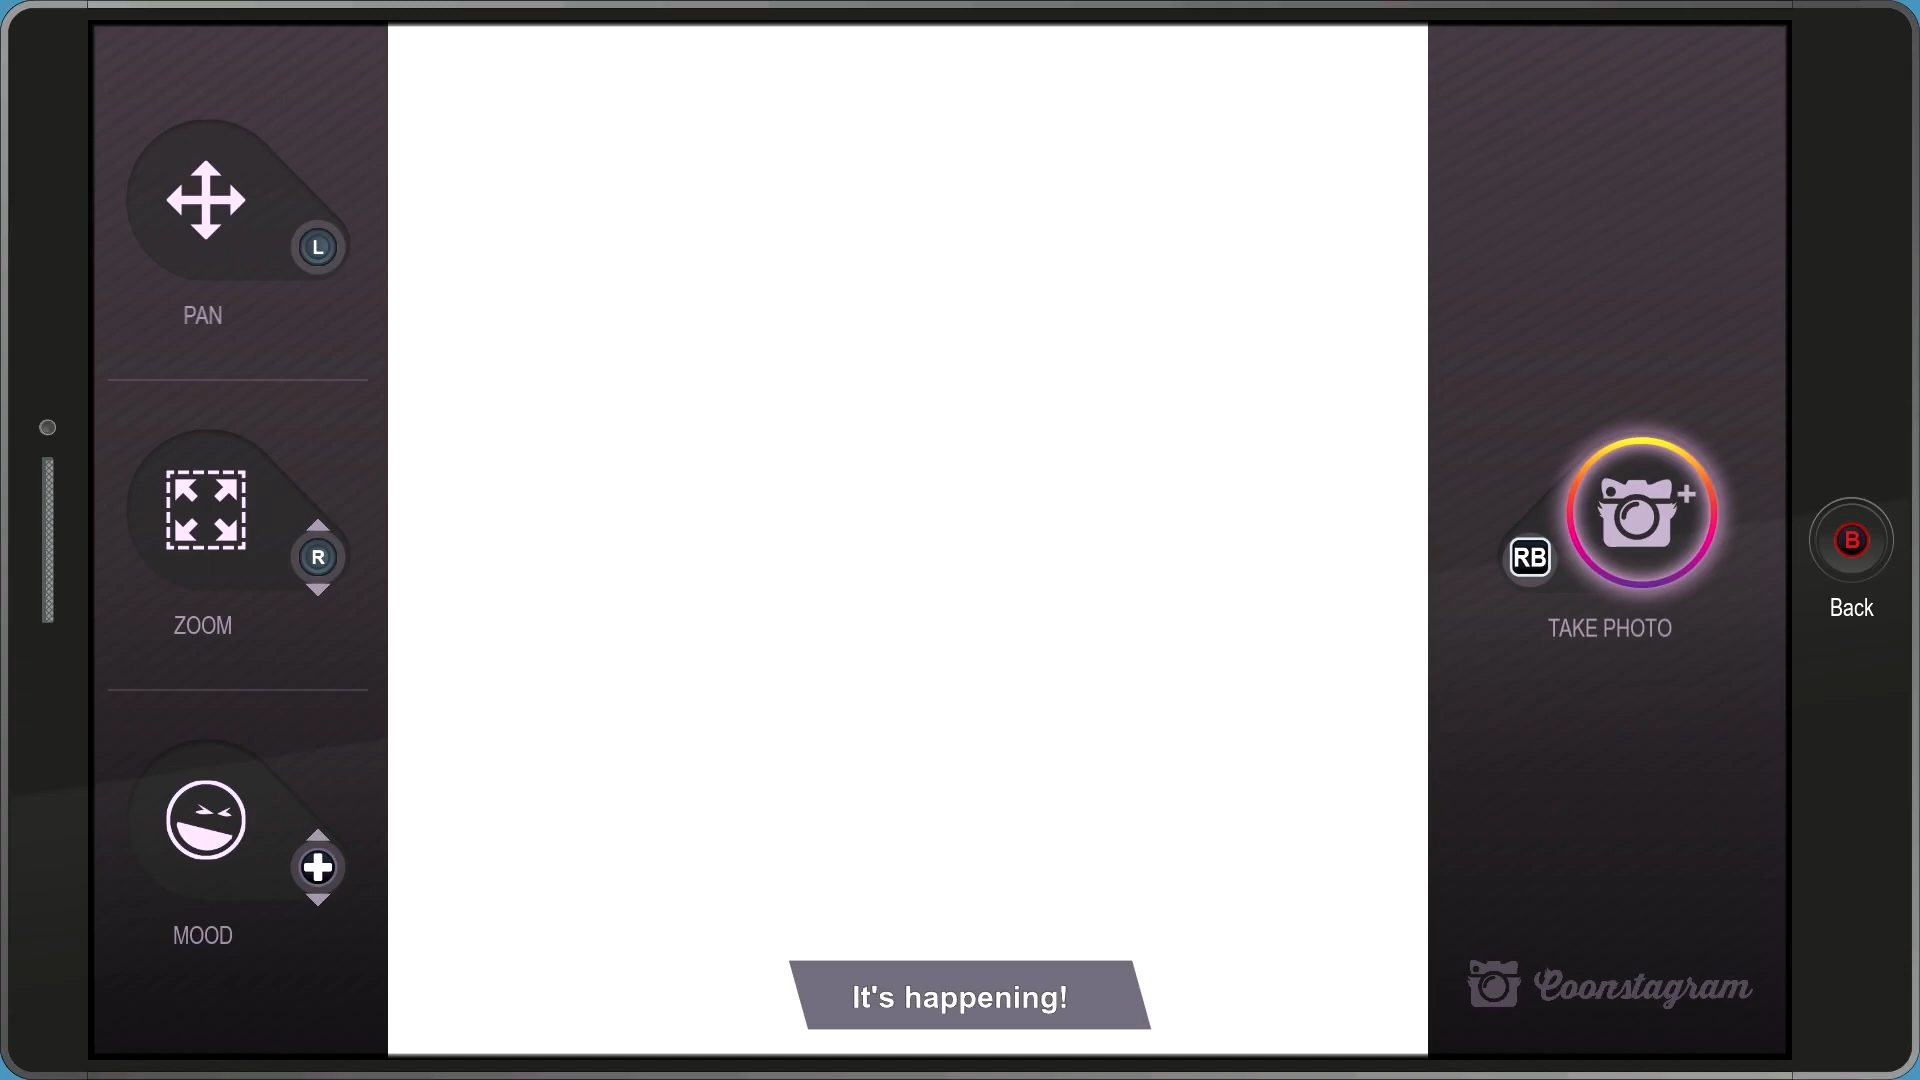 L
PAN
R
ZOOM
MOOD
It's happening!
RB
TAKE PHOTO
Coonstagram
B
Back